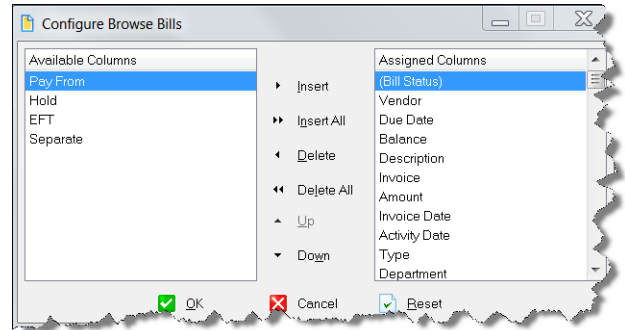 Configure Browse Bills
Available Columns
Pay From
Hold
EFT
Separate
Insert
Insert All
Delete
Delete All
Up
Down
Assigned Columns
(Bill Status)
Vendor
Due Date
Balance
Description
Invoice
Amount
Invoice Date
Activity Date
Type
Department
OK
Cancel
Reset